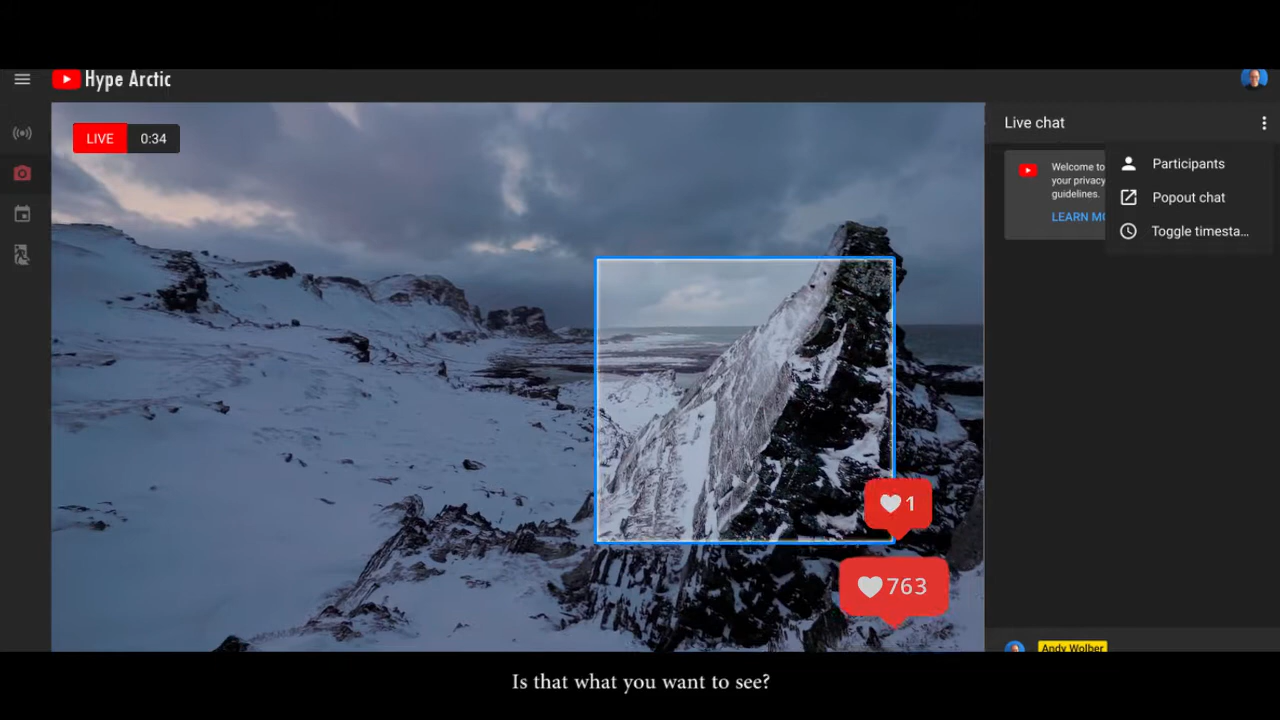 Hype Arctic
LIVE 0:34
Live chat
Participants
Welcome to
your privacy
guidelines.
LEARN MO
Popout chat
Toggle timesta...
1
763
Andy Wolber
Is that what you want to see?